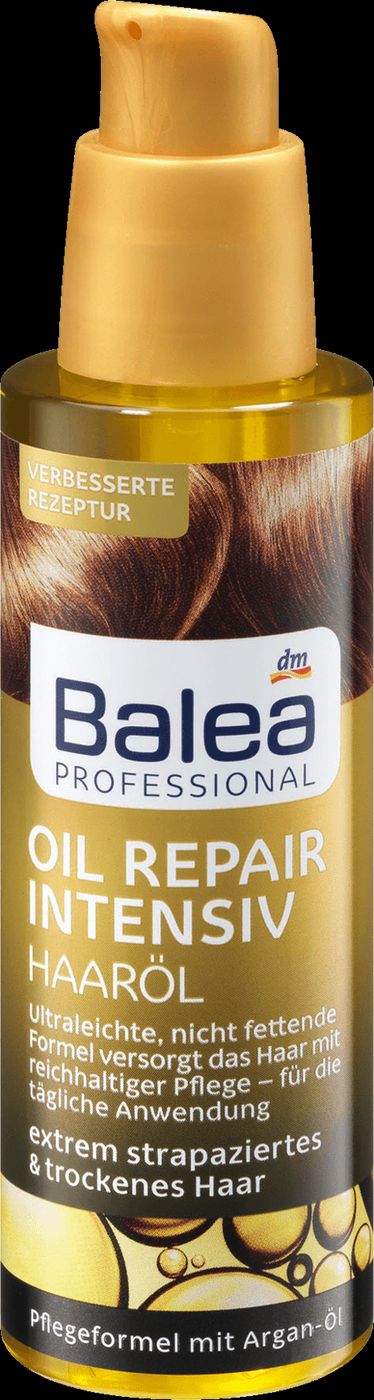 VERBESSERTE
REZEPTUR
dm
Balea
PROFESSIONAL
OIL REPAIR
INTENSIV
HAARÖL
Ultraleichte, nicht fettende
Formel versorgt das Haar mit
reichhaltiger Pflege – für die
tägliche Anwendung
extrem strapaziertes
& trockenes Haar
Pflegeformel mit Argan-Öl